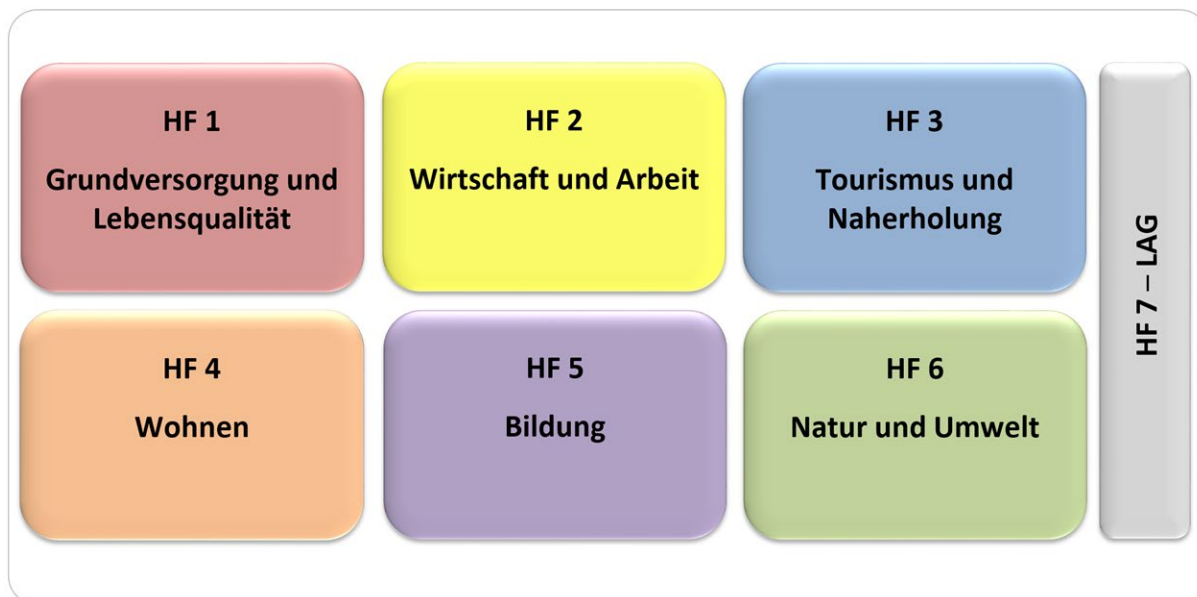 HF 1
Grundversorgung und
Lebensqualität
HF 2
Wirtschaft und Arbeit
HF 3
Tourismus und
Naherholung
HF 4
Wohnen
HF 5
Bildung
HF 6
Natur und Umwelt
HF 7 – LAG